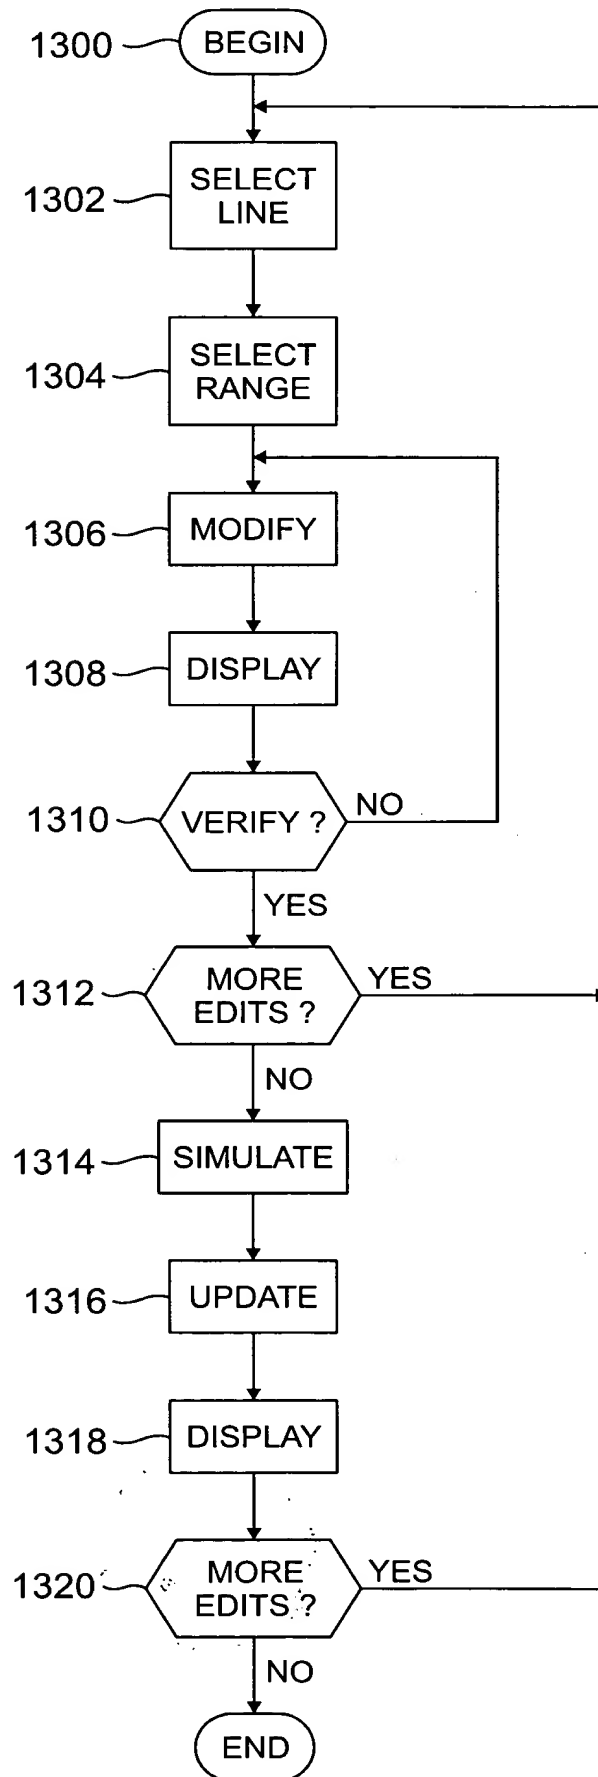 1300
BEGIN
1302
SELECT
LINE
1304
SELECT
RANGE
1306
MODIFY
1308
DISPLAY
1310
VERIFY ?
NO
YES
1312
MORE
EDITS ?
YES
NO
1314
SIMULATE
1316
UPDATE
1318
DISPLAY
1320
MORE
EDITS ?
YES
NO
END